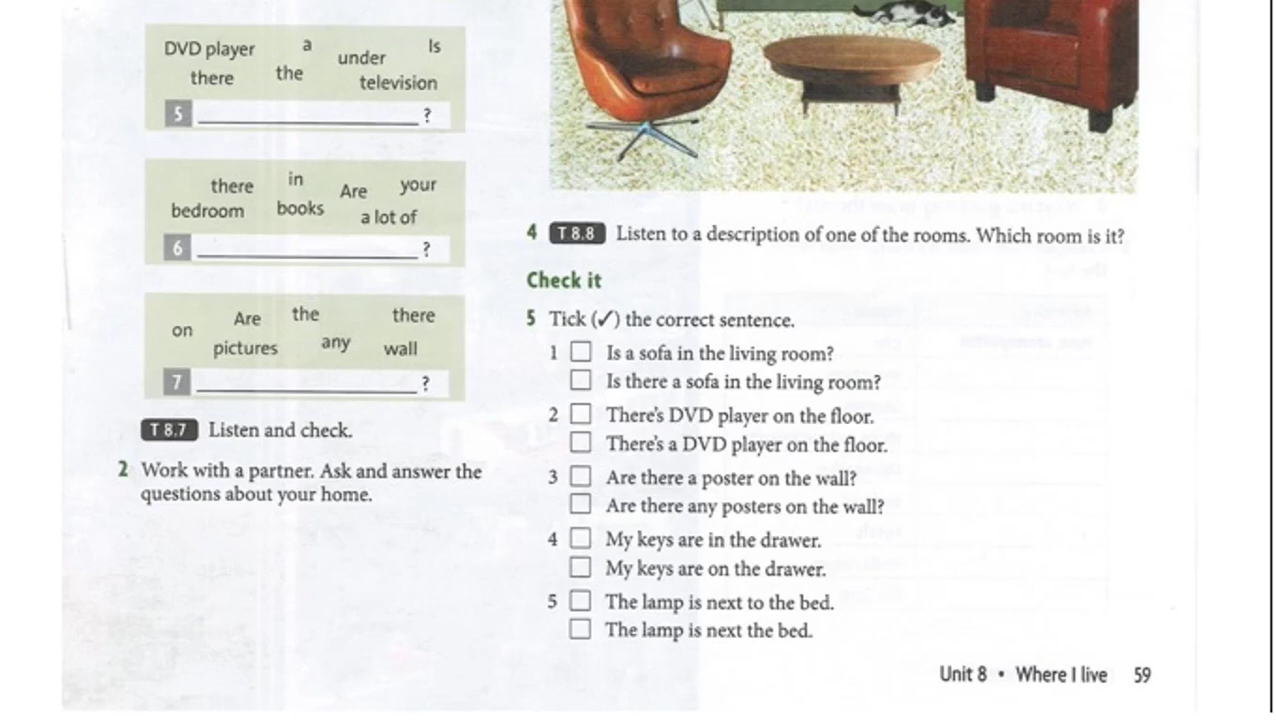 DVD player a under Is
there the television
5 ____________________ ?
there in Are your
bedroom books a lot of
6 ____________________ ?
on Are the there
pictures any wall
7 ____________________ ?
T 8.7 Listen and check.
2 Work with a partner. Ask and answer the
questions about your home.
4 T 8.8 Listen to a description of one of the rooms. Which room is it?
Check it
5 Tick (✓) the correct sentence.
1 □ Is a sofa in the living room?
□ Is there a sofa in the living room?
2 □ There's DVD player on the floor.
□ There's a DVD player on the floor.
3 □ Are there a poster on the wall?
□ Are there any posters on the wall?
4 □ My keys are in the drawer.
□ My keys are on the drawer.
5 □ The lamp is next to the bed.
□ The lamp is next the bed.
Unit 8 • Where I live 59